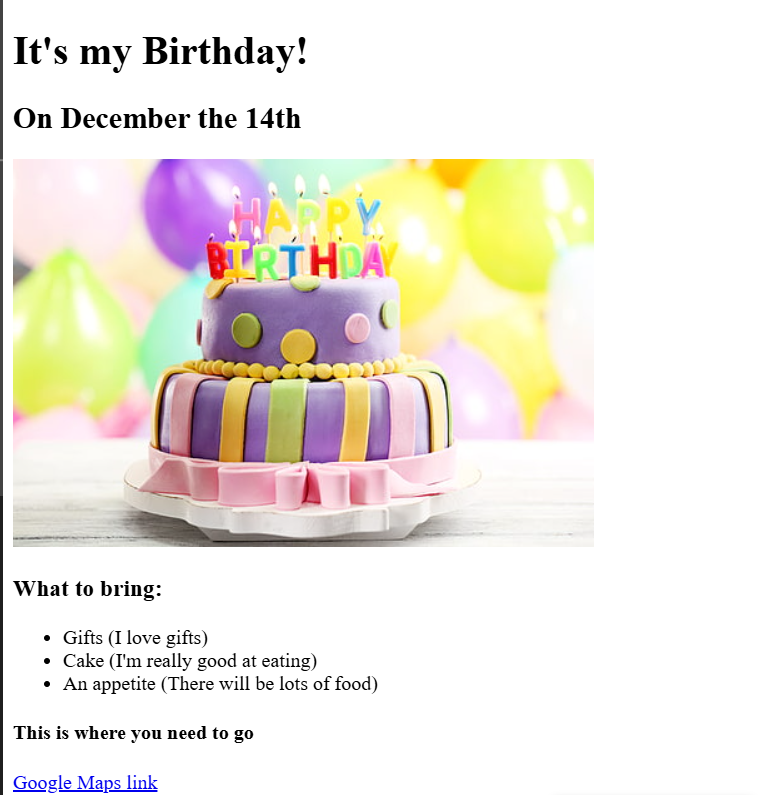 It's my Birthday!
On December the 14th
HAPPY
BIRTHDAY
What to bring:
Gifts (I love gifts)
Cake (I'm really good at eating)
An appetite (There will be lots of food)
This is where you need to go
Google Maps link